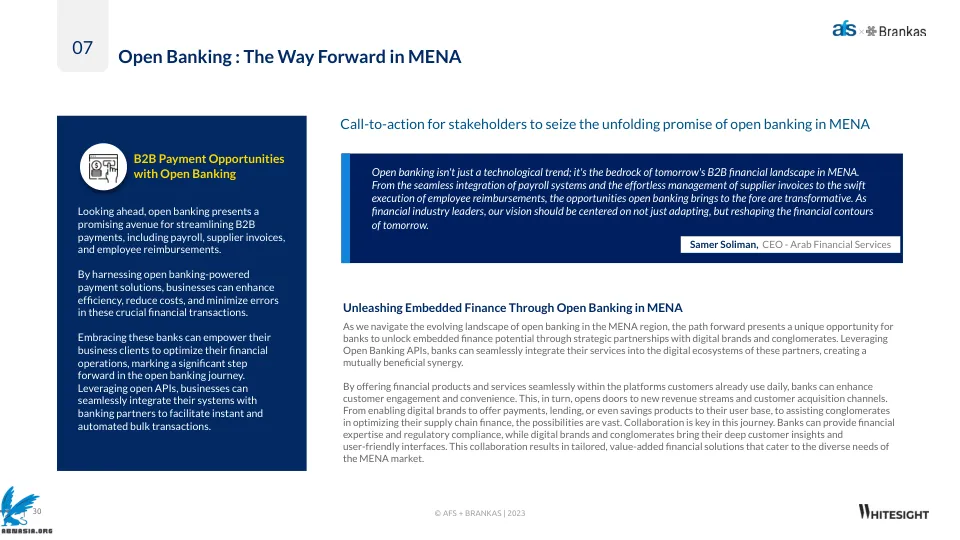 07
Open Banking : The Way Forward in MENA
afs × Brankas
B2B Payment Opportunities
with Open Banking
Looking ahead, open banking presents a
promising avenue for streamlining B2B
payments, including payroll, supplier invoices,
and employee reimbursements.
By harnessing open banking-powered
payment solutions, businesses can enhance
efficiency, reduce costs, and minimize errors
in these crucial financial transactions.
Embracing these banks can empower their
business clients to optimize their financial
operations, marking a significant step
forward in the open banking journey.
Leveraging open APIs, businesses can
seamlessly integrate their systems with
banking partners to facilitate instant and
automated bulk transactions.
Call-to-action for stakeholders to seize the unfolding promise of open banking in MENA
Open banking isn't just a technological trend; it's the bedrock of tomorrow's B2B financial landscape in MENA.
From the seamless integration of payroll systems and the effortless management of supplier invoices to the swift
execution of employee reimbursements, the opportunities open banking brings to the fore are transformative. As
financial industry leaders, our vision should be centered on not just adapting, but reshaping the financial contours
of tomorrow.
Samer Soliman, CEO - Arab Financial Services
Unleashing Embedded Finance Through Open Banking in MENA
As we navigate the evolving landscape of open banking in the MENA region, the path forward presents a unique opportunity for
banks to unlock embedded finance potential through strategic partnerships with digital brands and conglomerates. Leveraging
Open Banking APIs, banks can seamlessly integrate their services into the digital ecosystems of these partners, creating a
mutually beneficial synergy.
By offering financial products and services seamlessly within the platforms customers already use daily, banks can enhance
customer engagement and convenience. This, in turn, opens doors to new revenue streams and customer acquisition channels.
From enabling digital brands to offer payments, lending, or even savings products to their user base, to assisting conglomerates
in optimizing their supply chain finance, the possibilities are vast. Collaboration is key in this journey. Banks can provide financial
expertise and regulatory compliance, while digital brands and conglomerates bring their deep customer insights and
user-friendly interfaces. This collaboration results in tailored, value-added financial solutions that cater to the diverse needs of
the MENA market.
30
ABMASIA.ORG
© AFS + BRANKAS | 2023
WHITESIGHT